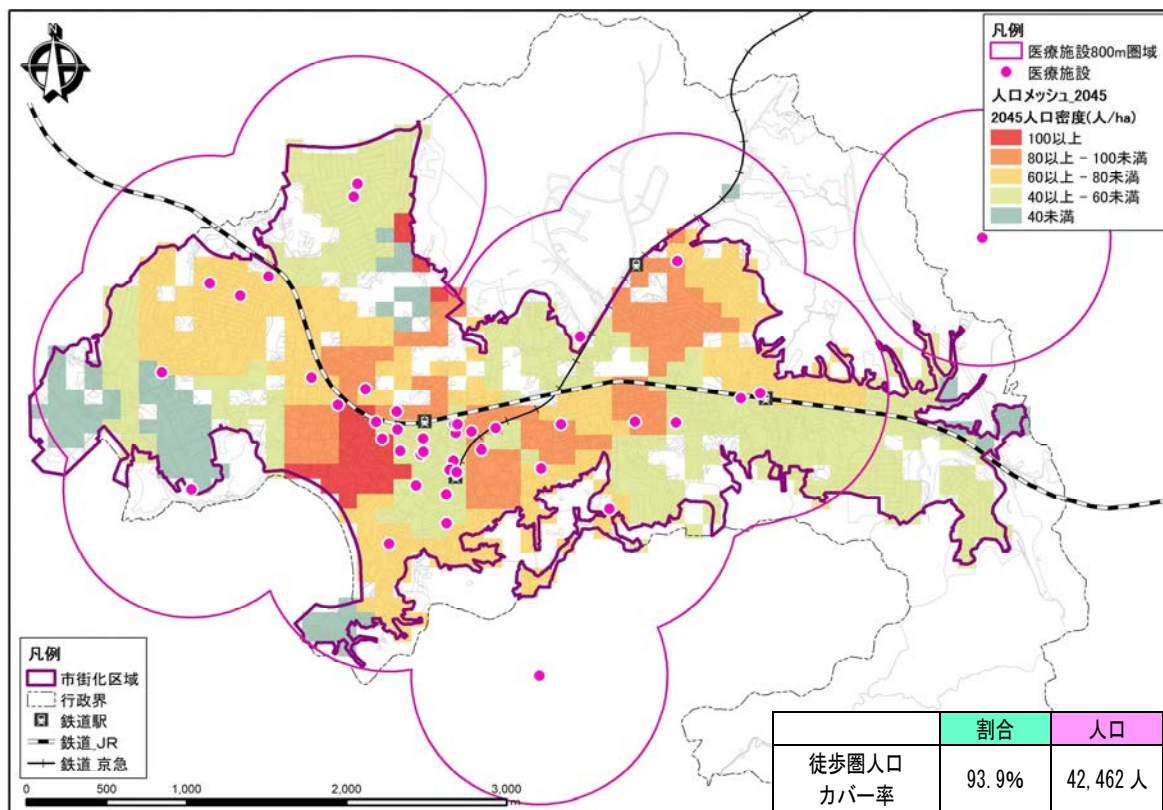 凡例
医療施設800m圏域
医療施設
人口メッシュ_2045
2045人口密度(人/ha)
100以上
80以上 - 100未満
60以上 - 80未満
40以上 - 60未満
40未満
凡例
市街化区域
行政界
鉄道駅
鉄道_JR
鉄道_京急
0 500 1,000 2,000 3,000
m
割合 人口
徒歩圏人口
カバー率 93.9% 42,462 人